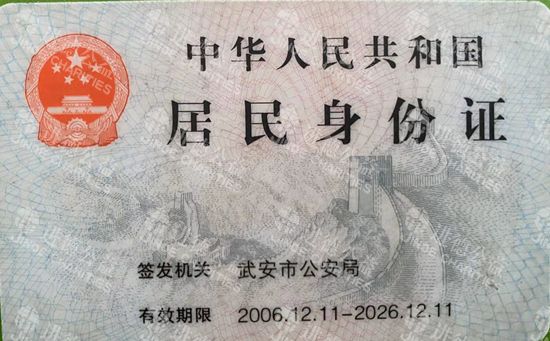 中华人民共和国
居民身份证
签发机关 武安市公安局
有效期限 2006.12.11-2026.12.11